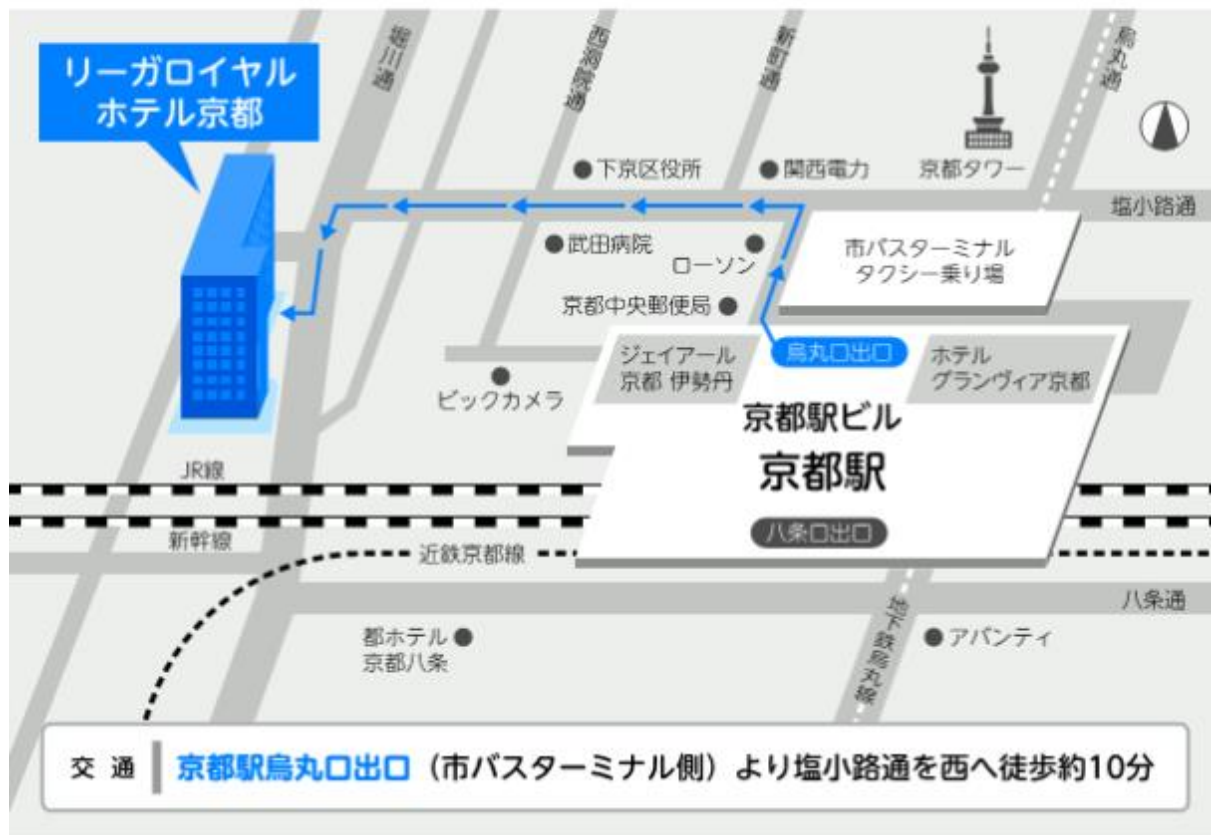 リーガロイヤル
ホテル京都
堀川通
西洞院通
新町通
烏丸通
下京区役所
関西電力
京都タワー
塩小路通
武田病院
ローソン
市バスターミナル
タクシー乗り場
京都中央郵便局
ジェイアール
京都 伊勢丹
烏丸口出口
ホテル
グランヴィア京都
ビックカメラ
京都駅ビル
京都駅
JR線
八条口出口
新幹線
近鉄京都線
八条通
地下鉄烏丸線
都ホテル
京都八条
アバンティ
交通
京都駅烏丸口出口（市バスターミナル側）より塩小路通を西へ徒歩約10分